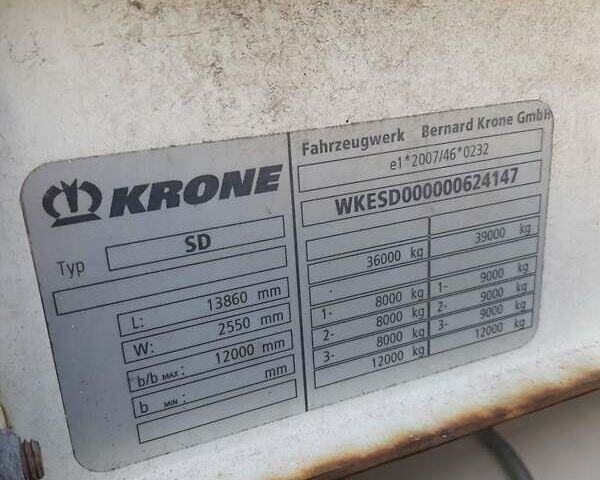 KRONE
Typ SD
L: 13860 mm
W: 2550 mm
b/b MAX: 12000 mm
b MIN: mm
Fahrzeugwerk Bernard Krone GmbH
e1*2007/46*0232
WKESD000000624147
36000 kg 39000 kg
1- 8000 kg 1- 9000 kg
2- 8000 kg 2- 9000 kg
3- 8000 kg 3- 9000 kg
12000 kg 12000 kg